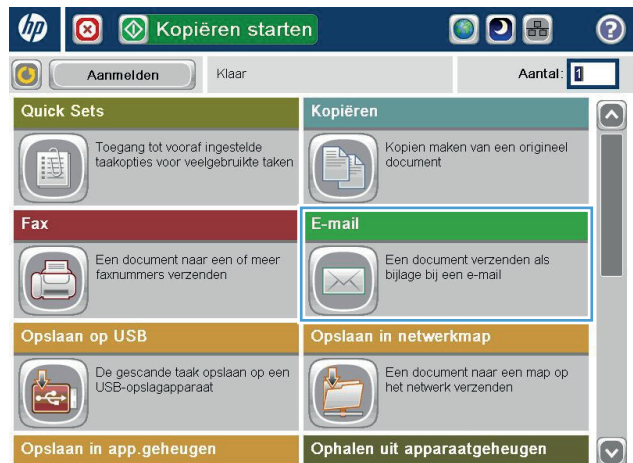 hp
Kopiëren starten
?
Aanmelden
Klaar
Aantal: 1
Quick Sets
Toegang tot vooraf ingestelde
taakopties voor veelgebruikte taken
Kopiëren
Kopien maken van een origineel
document
Fax
Een document naar een of meer
faxnummers verzenden
E-mail
Een document verzenden als
bijlage bij een e-mail
Opslaan op USB
De gescande taak opslaan op een
USB-opslagapparaat
Opslaan in netwerkmap
Een document naar een map op
het netwerk verzenden
Opslaan in app.geheugen
Ophalen uit apparaatgeheugen